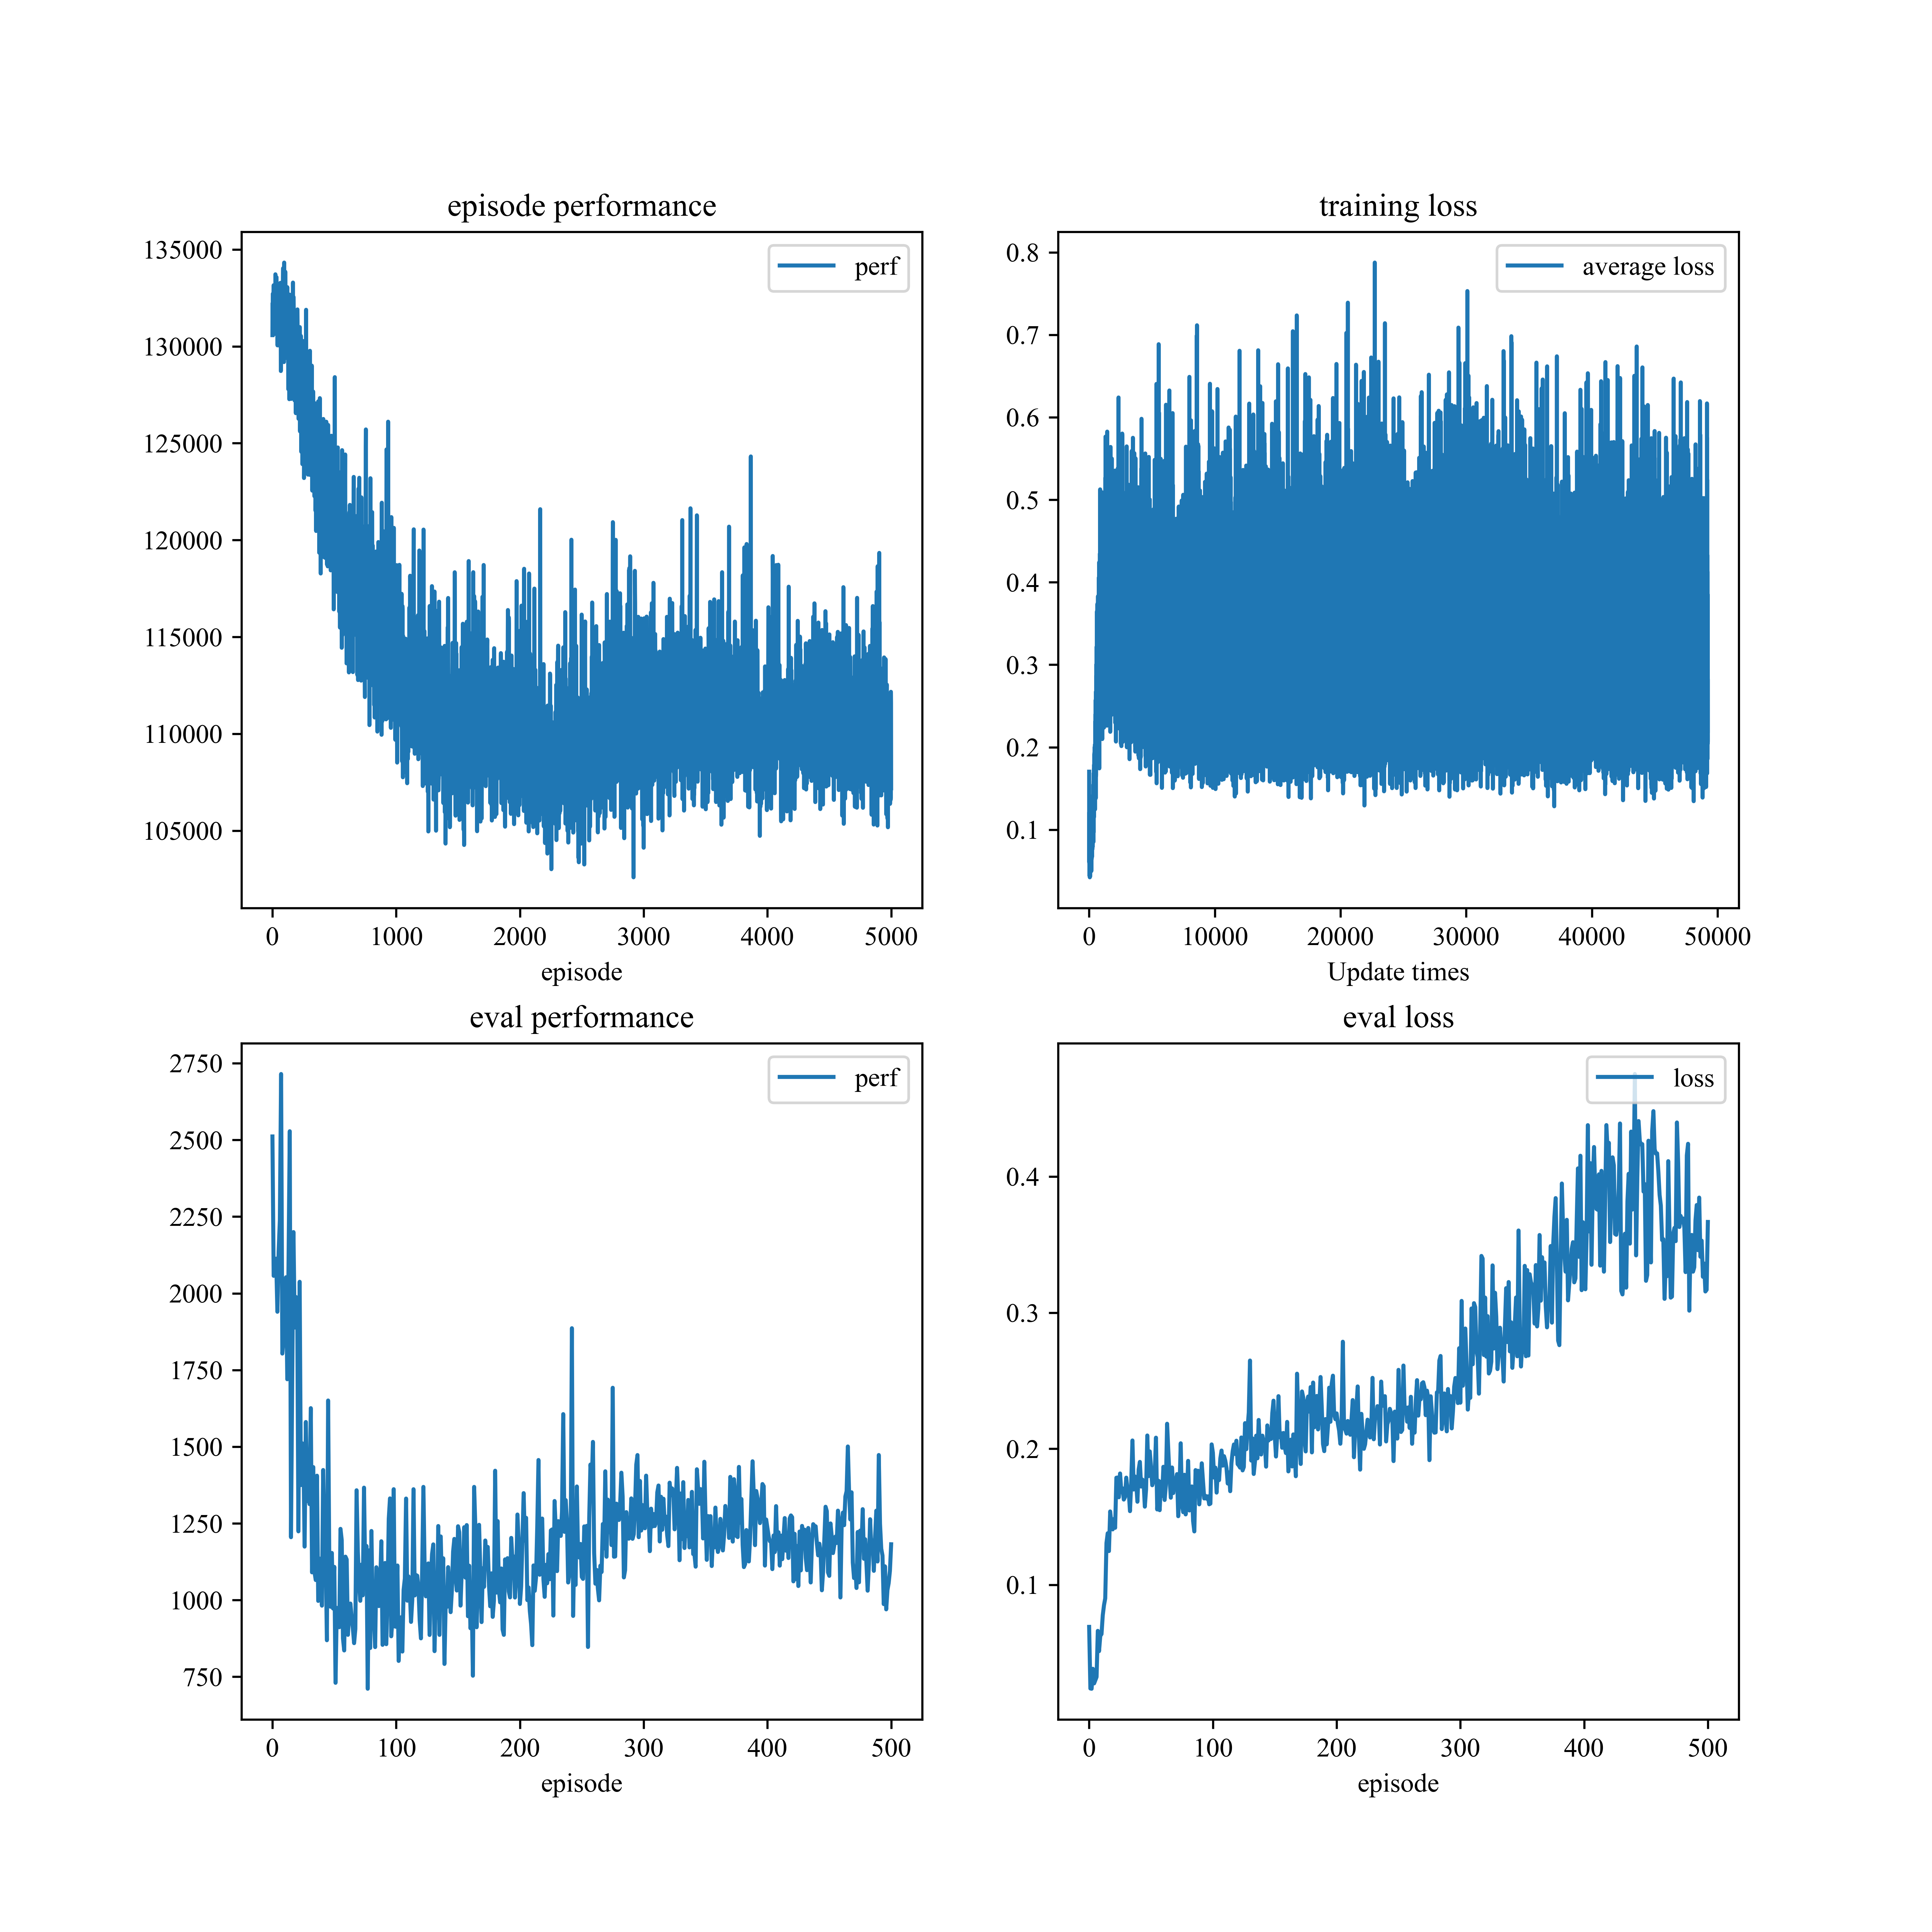 episode performance
perf
135000
130000
125000
120000
115000
110000
105000
0 1000 2000 3000 4000 5000
episode
training loss
average loss
0.8
0.7
0.6
0.5
0.4
0.3
0.2
0.1
0 10000 20000 30000 40000 50000
Update times
eval performance
perf
2750
2500
2250
2000
1750
1500
1250
1000
750
0 100 200 300 400 500
episode
eval loss
loss
0.4
0.3
0.2
0.1
0 100 200 300 400 500
episode